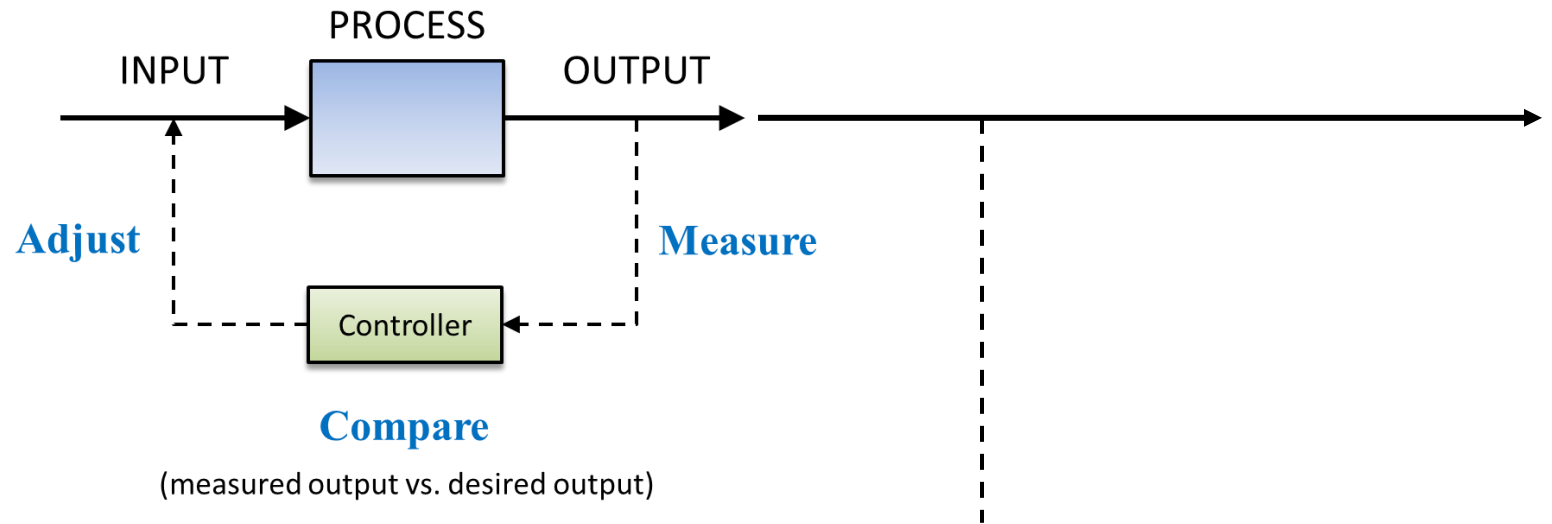 PROCESS
INPUT
OUTPUT
Adjust
Measure
Controller
Compare
(measured output vs. desired output)